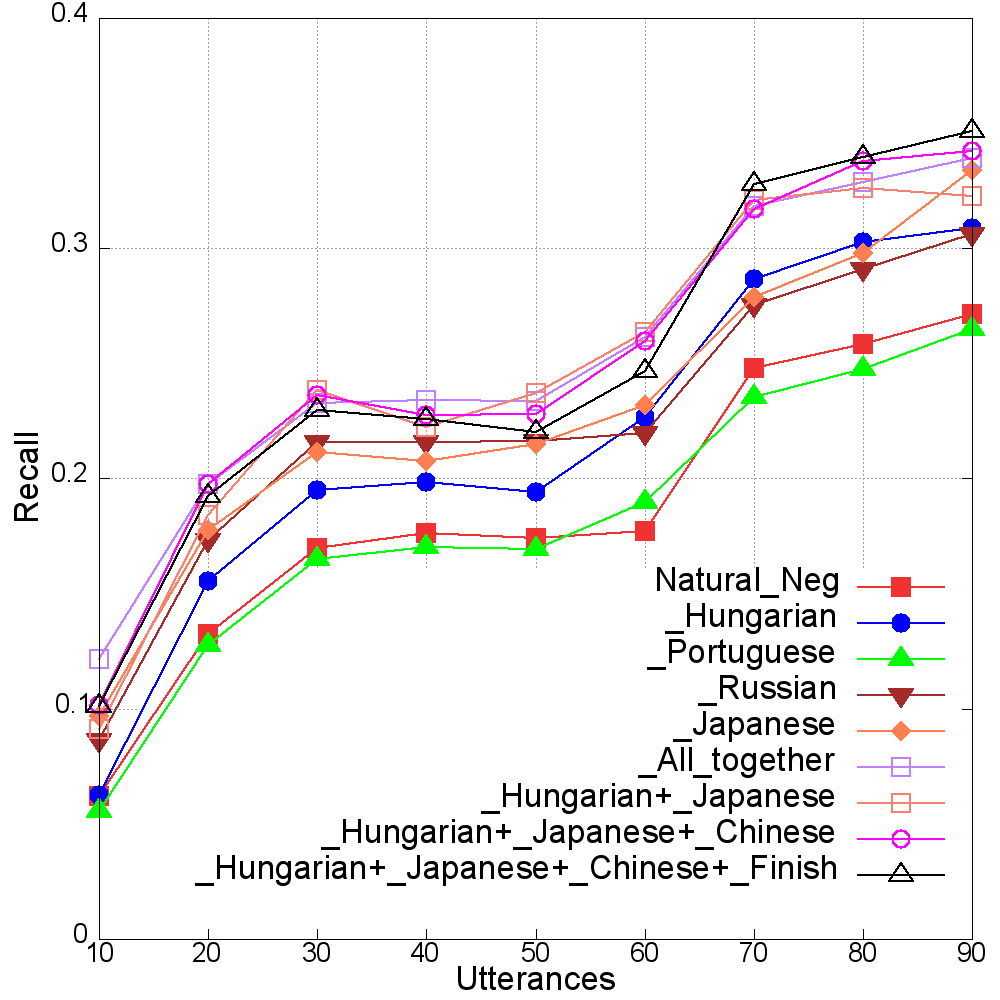 0.4
0.3
0.2
0.1
0
Recall
Natural_Neg
_Hungarian
_Portuguese
_Russian
_Japanese
_All_together
_Hungarian+_Japanese
_Hungarian+_Japanese+_Chinese
_Hungarian+_Japanese+_Chinese+_Finish
10 20 30 40 50 60 70 80 90
Utterances